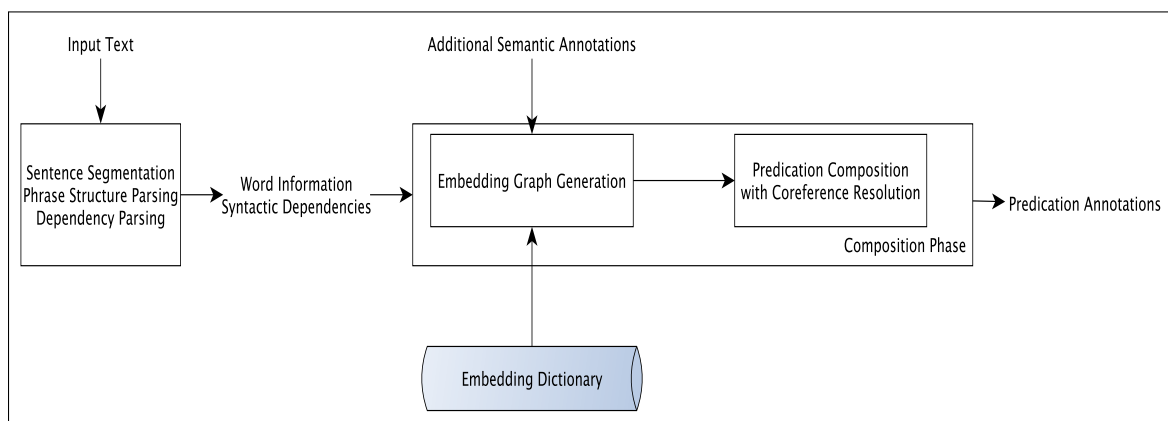 Input Text
Additional Semantic Annotations
Sentence Segmentation
Phrase Structure Parsing
Dependency Parsing
Word Information
Syntactic Dependencies
Embedding Graph Generation
Predication Composition
with Coreference Resolution
Composition Phase
Predication Annotations
Embedding Dictionary